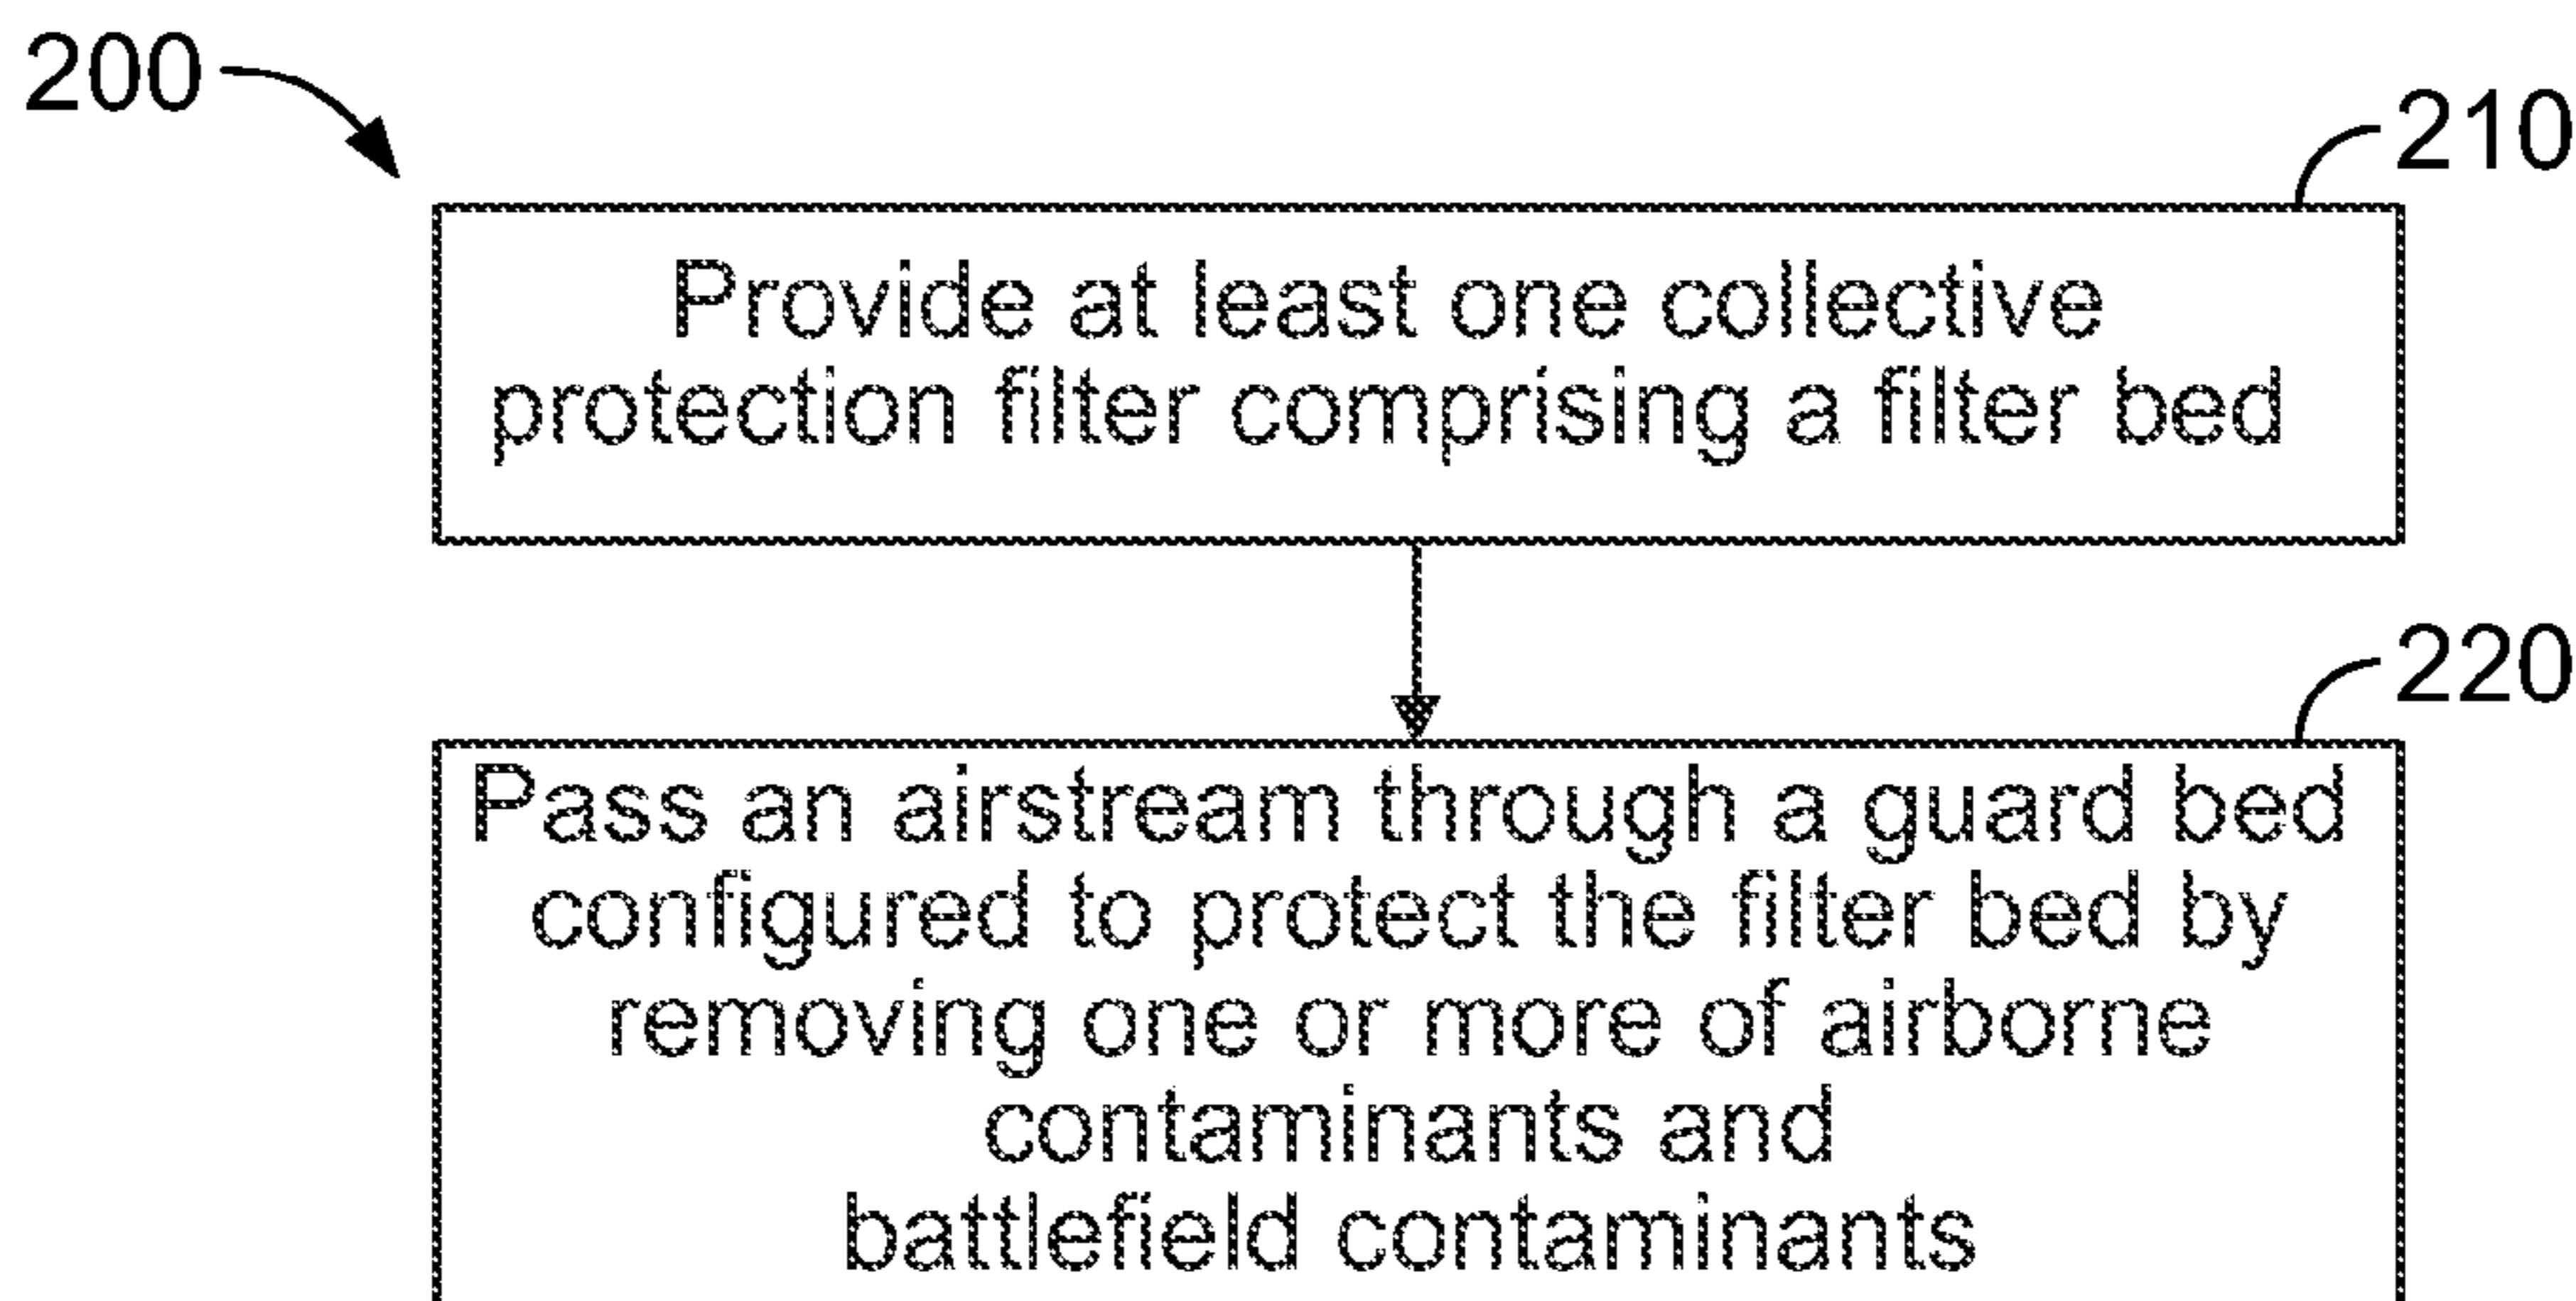 200
210
Provide at least one collective
protection filter comprising a filter bed
220
Pass an airstream through a guard bed
configured to protect the filter bed by
removing one or more of airborne
contaminants and
battlefield contaminants